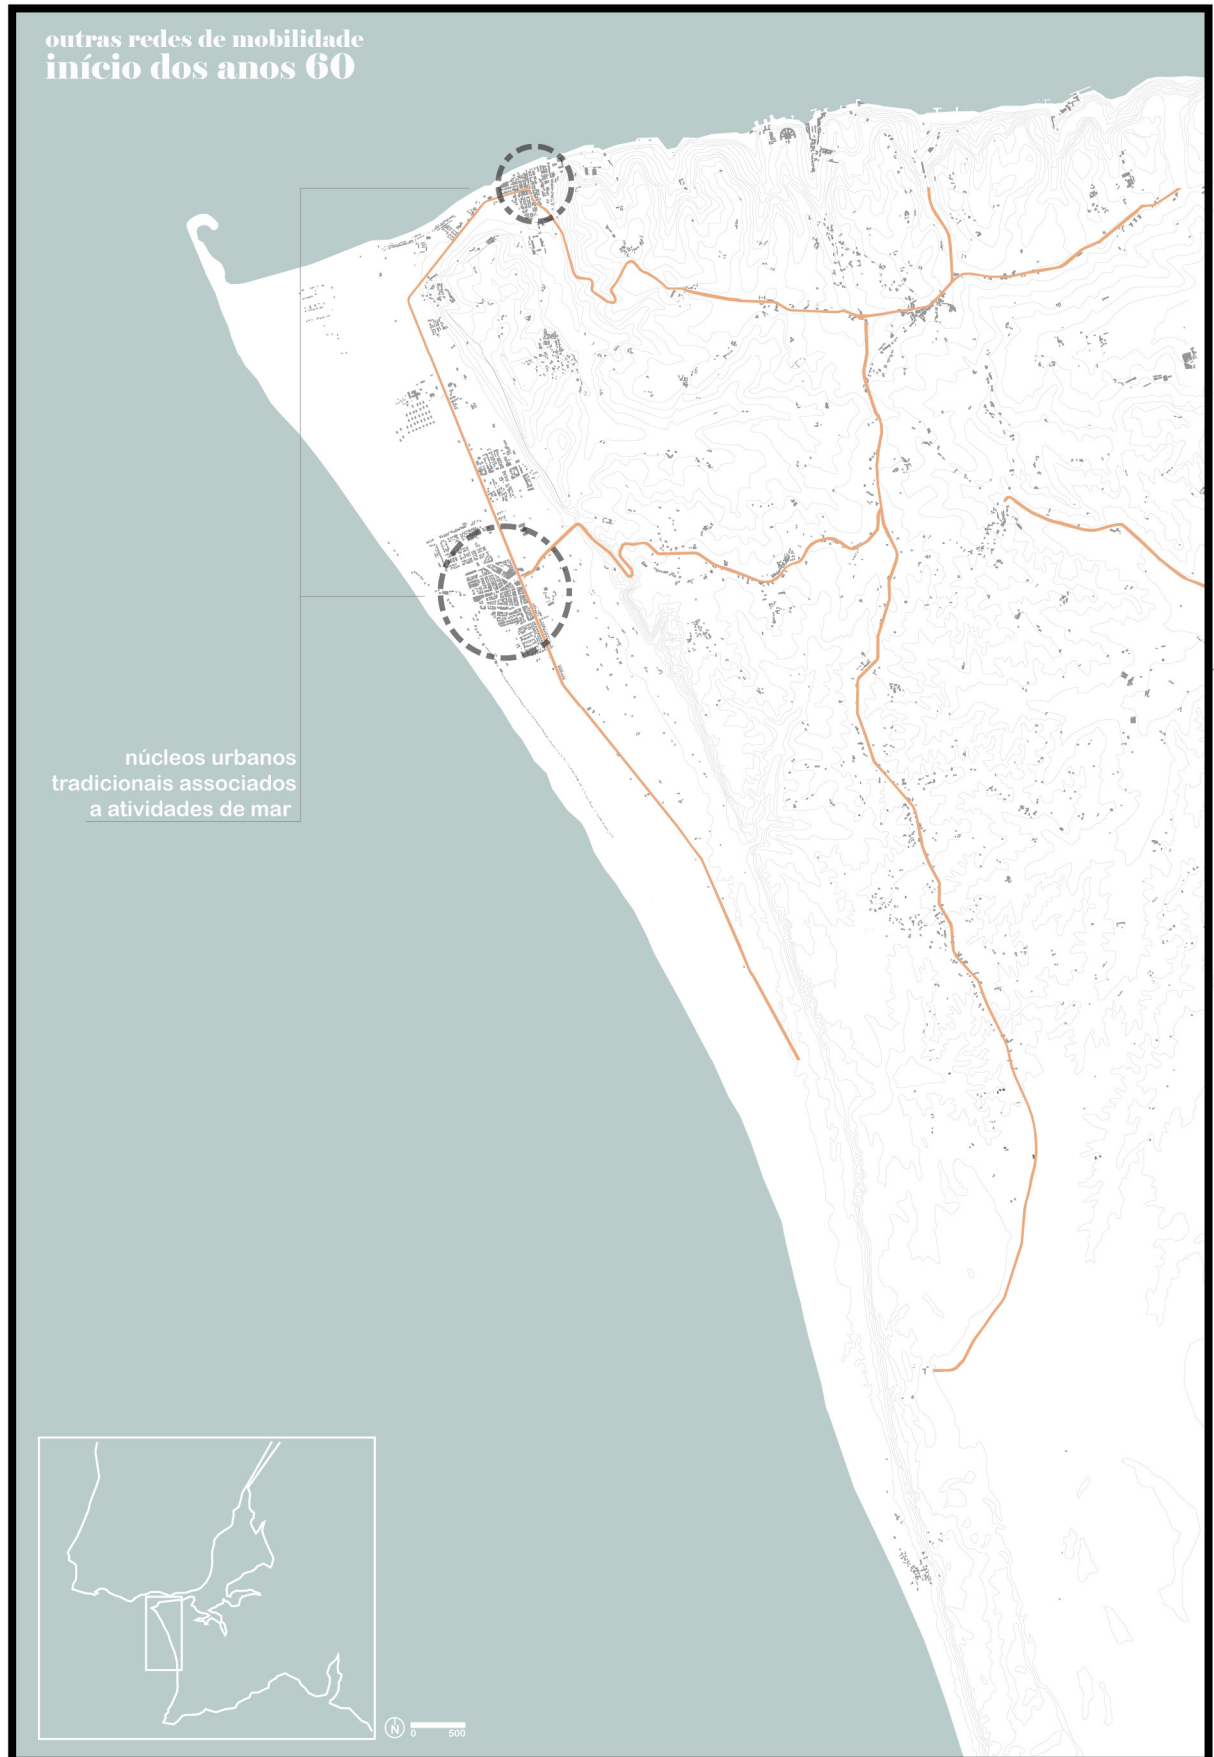 outras redes de mobilidade
início dos anos 60
núcleos urbanos
tradicionais associados
a atividades de mar
N
0 500